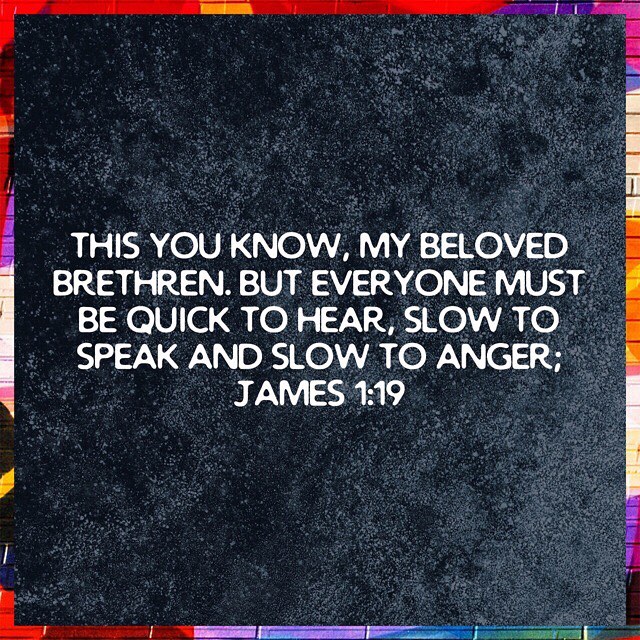 THIS YOU KNOW, MY BELOVED
BRETHREN. BUT EVERYONE MUST
BE QUICK TO HEAR, SLOW TO
SPEAK AND SLOW TO ANGER;
JAMES 1:19